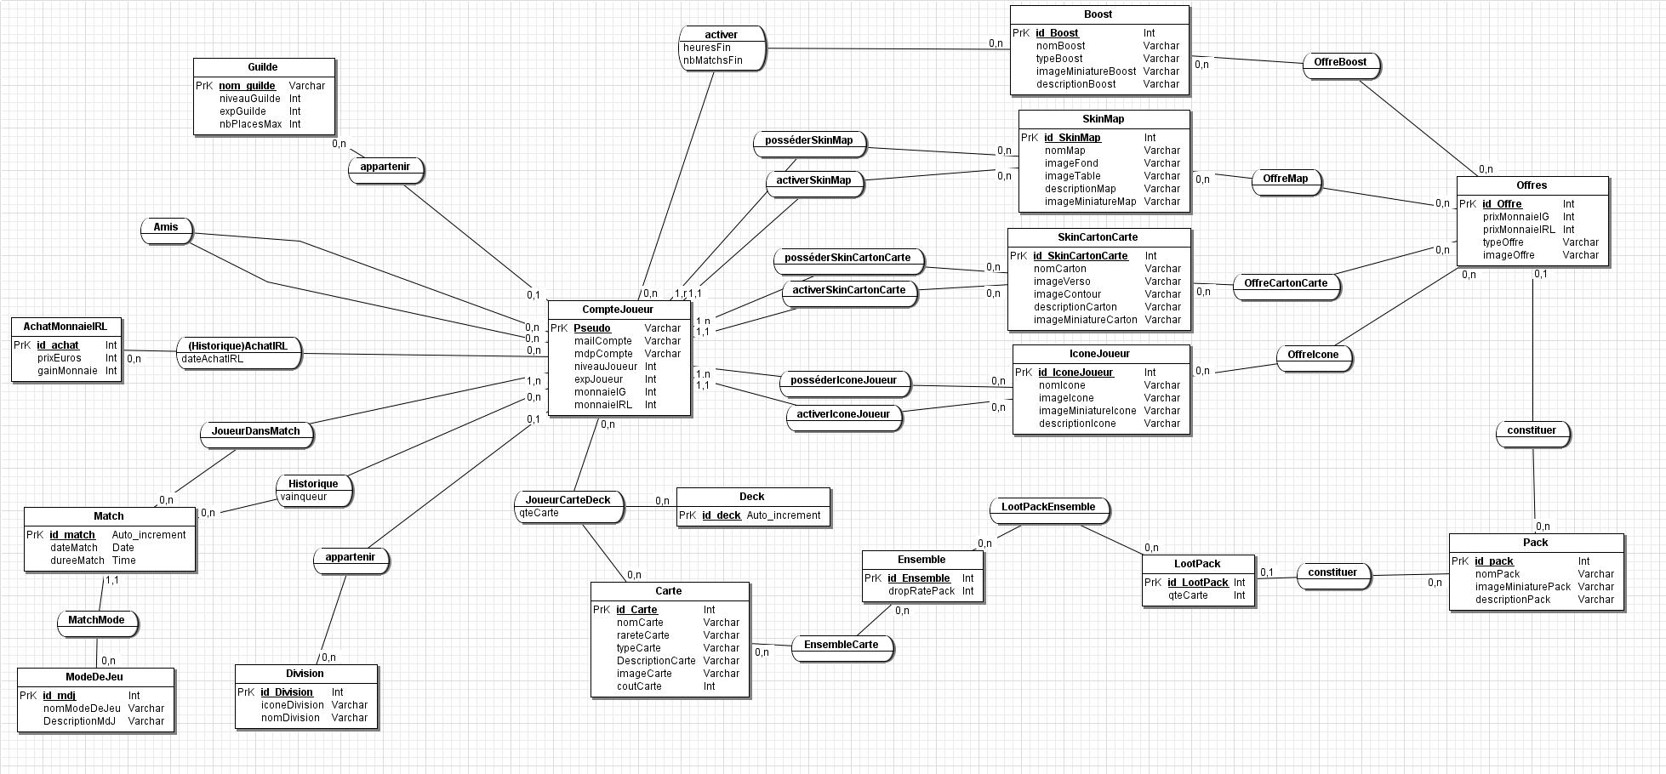 Boost
PrK id_Boost Int
nomBoost Varchar
typeBoost Varchar
imageMiniatureBoost Varchar
descriptionBoost Varchar
activer
heuresFin
nbMatchsFin
0,n
0,n
0,n
OffreBoost
0,n
Guilde
PrK nom_guilde Varchar
niveauGuilde Int
expGuilde Int
nbPlacesMax Int
0,n
appartenir
0,1
SkinMap
PrK id_SkinMap Int
nomMap Varchar
imageFond Varchar
imageTable Varchar
descriptionMap Varchar
imageMiniatureMap Varchar
posséderSkinMap
0,n
activerSkinMap
0,n
1,1
0,n
OffreMap
0,n
Offres
PrK id_Offre Int
prixMonnaieIG Int
prixMonnaieIRL Int
typeOffre Varchar
imageOffre Varchar
Amis
0,n
0,n
SkinCartonCarte
PrK id_SkinCartonCarte Int
nomCarton Varchar
imageVerso Varchar
imageContour Varchar
descriptionCarton Varchar
imageMiniatureCarton Varchar
posséderSkinCartonCarte
0,n
1,n
activerSkinCartonCarte
0,n
1,1
0,n
OffreCartonCarte
0,n
CompteJoueur
PrK Pseudo Varchar
mailCompte Varchar
mdpCompte Varchar
niveauJoueur Int
expJoueur Int
monnaieIG Int
monnaieIRL Int
AchatMonnaieIRL
PrK id_achat Int
prixEuros Int
gainMonnaie Int
0,n
(Historique)AchatIRL
dateAchatIRL
0,n
IconeJoueur
PrK id_IconeJoueur Int
nomIcone Varchar
imageIcone Varchar
imageMiniatureIcone Varchar
descriptionIcone Varchar
1,n
posséderIconeJoueur
0,n
1,1
activerIconeJoueur
0,n
0,n
OffreIcone
0,n
0,1
constituer
0,n
1,n
JoueurDansMatch
0,n
0,n
Historique
vainqueur
0,n
0,1
appartenir
0,n
0,n
JoueurCarteDeck
qteCarte
0,n
0,n
Deck
PrK id_deck Auto_increment
Match
PrK id_match Auto_increment
dateMatch Date
dureeMatch Time
1,1
MatchMode
0,n
ModeDeJeu
PrK id_mdj Int
nomModeDeJeu Varchar
DescriptionMdJ Varchar
Division
PrK id_Division Int
iconeDivision Varchar
nomDivision Varchar
Carte
PrK id_Carte Int
nomCarte Varchar
rareteCarte Varchar
typeCarte Varchar
DescriptionCarte Varchar
imageCarte Varchar
coutCarte Int
0,n
EnsembleCarte
0,n
Ensemble
PrK id_Ensemble Int
dropRatePack Int
0,n
LootPackEnsemble
0,n
LootPack
PrK id_LootPack Int
qteCarte Int
0,1
constituer
0,n
Pack
PrK id_pack Int
nomPack Varchar
imageMiniaturePack Varchar
descriptionPack Varchar